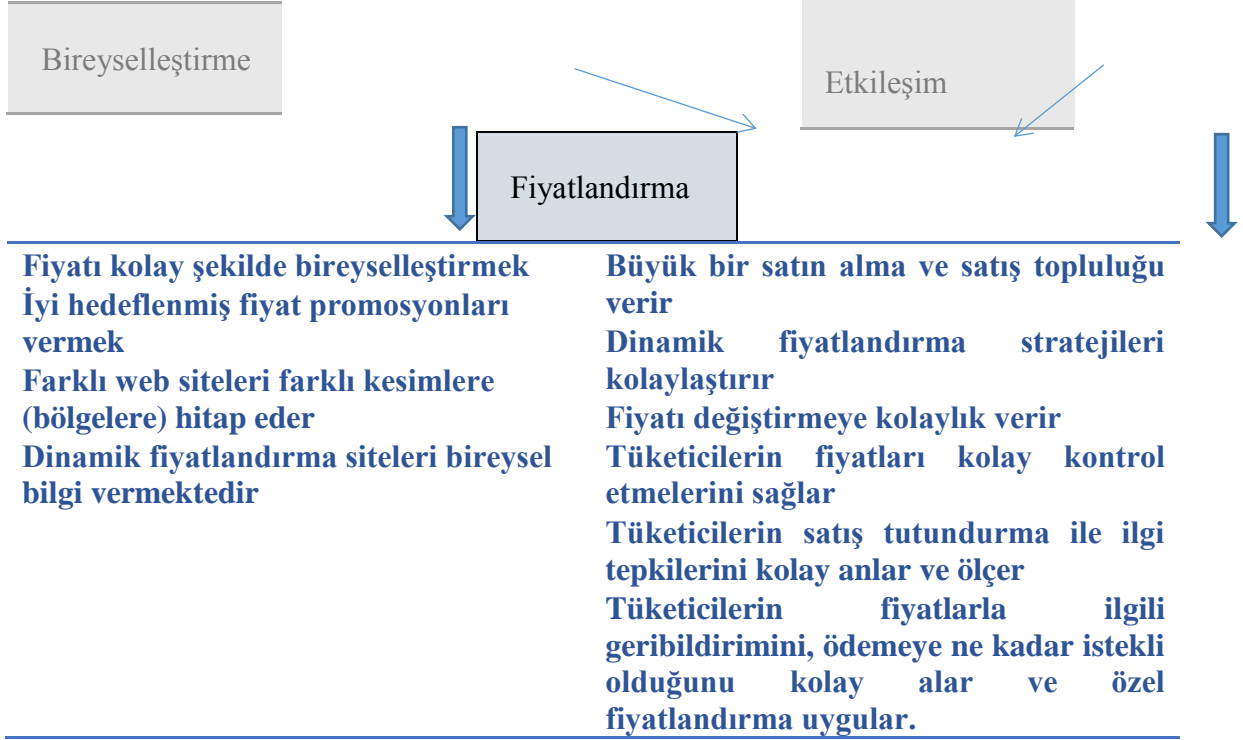 Bireyselleştirme
Etkileşim
Fiyatlandırma
Fiyatı kolay şekilde bireyselleştirmek
İyi hedeflenmiş fiyat promosyonları
vermek
Farklı web siteleri farklı kesimlere
(bölgelere) hitap eder
Dinamik fiyatlandırma siteleri bireysel
bilgi vermektedir
Büyük bir satın alma ve satış topluluğu
verir
Dinamik fiyatlandırma stratejileri
kolaylaştırır
Fiyatı değiştirmeye kolaylık verir
Tüketicilerin fiyatları kolay kontrol
etmelerini sağlar
Tüketicilerin satış tutundurma ile ilgi
tepkilerini kolay anlar ve ölçer
Tüketicilerin fiyatlarla ilgili
geribildirimini, ödemeye ne kadar istekli
olduğunu kolay alar ve özel
fiyatlandırma uygular.